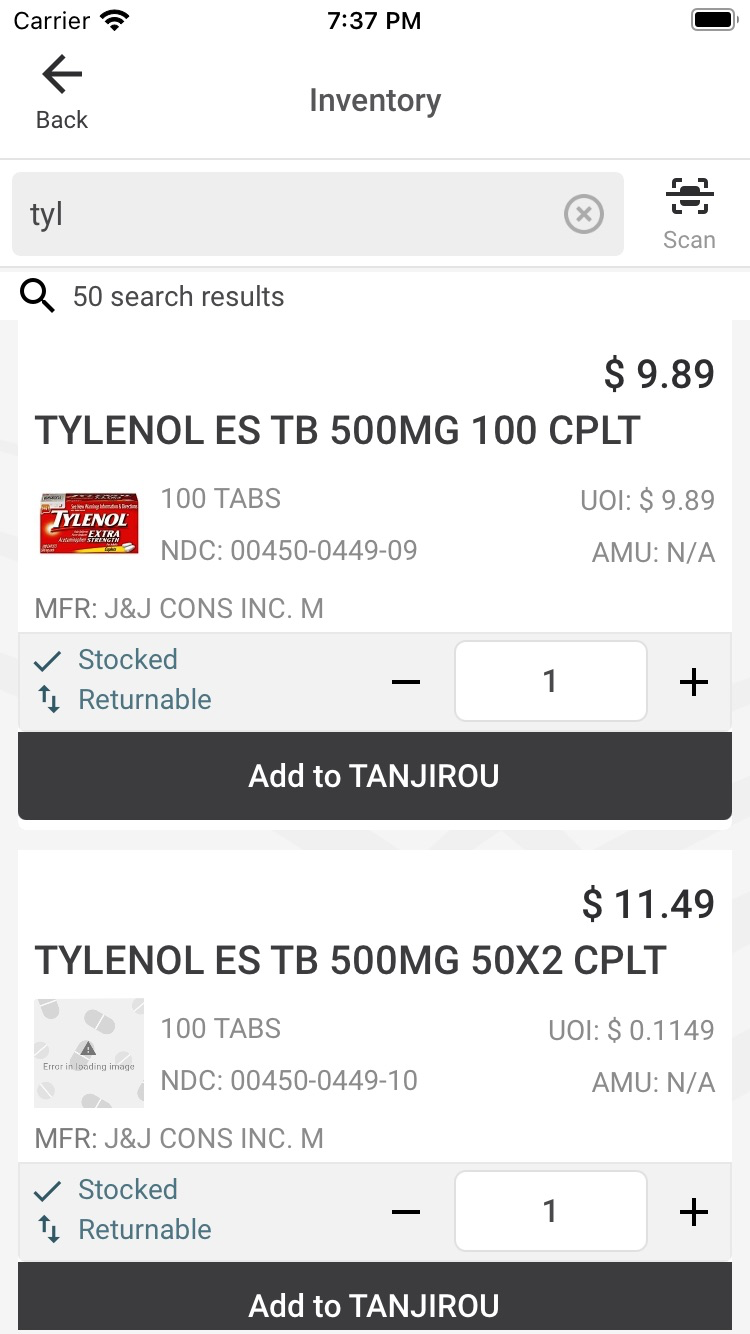 Carrier 7:37 PM
Back
Inventory
tyl
Scan
50 search results
$ 9.89
TYLENOL ES TB 500MG 100 CPLT
TYLENOL
EXTRA
STRENGTH
100 TABS
UOI: $ 9.89
NDC: 00450-0449-09
AMU: N/A
MFR: J&J CONS INC. M
Stocked
Returnable
1
Add to TANJIROU
$ 11.49
TYLENOL ES TB 500MG 50X2 CPLT
Error in loading image
100 TABS
UOI: $ 0.1149
NDC: 00450-0449-10
AMU: N/A
MFR: J&J CONS INC. M
Stocked
Returnable
1
Add to TANJIROU